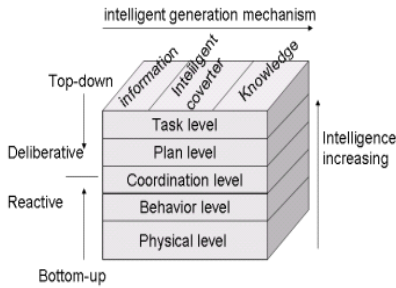 intelligent generation mechanism
information
Intelligent
coverter
Knowledge
Top-down
Task level
Deliberative
Plan level
Intelligence
increasing
Coordination level
Reactive
Behavior level
Physical level
Bottom-up